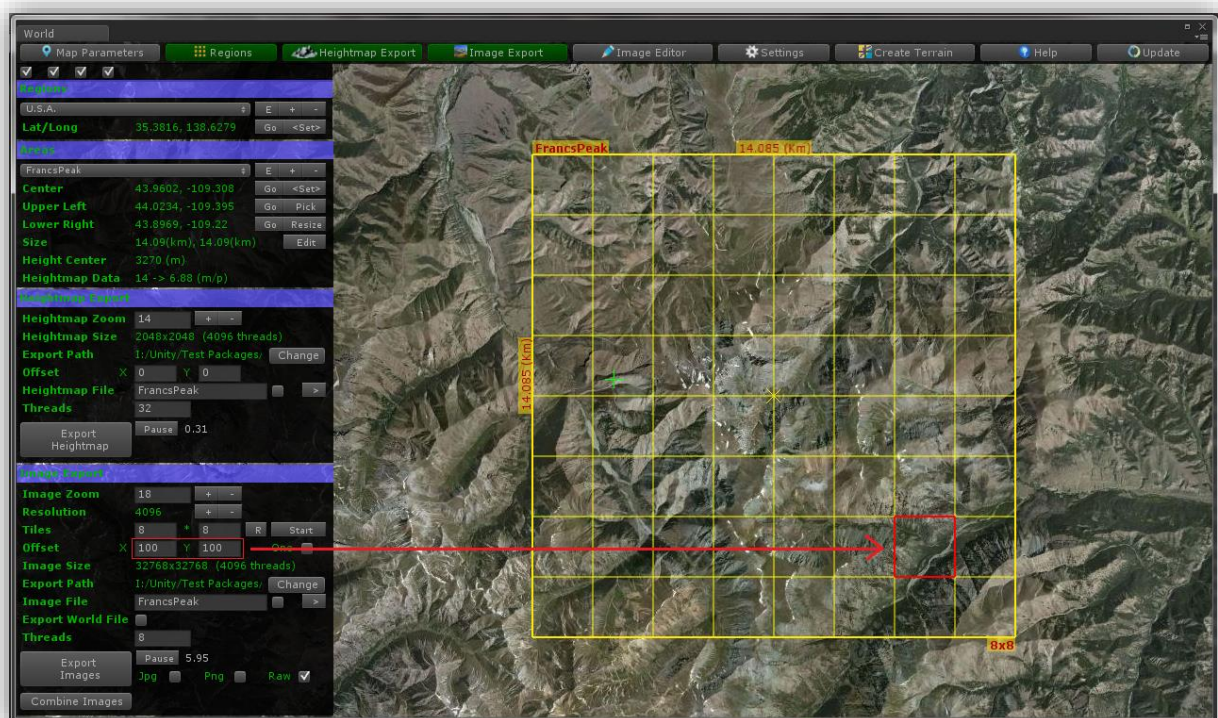 World
Map Parameters Regions Heightmap Export Image Export Image Editor Settings Create Terrain Help Update
Regions
U.S.A. E + -
Lat/Long 35.3816, 138.6279 Go <Set>
Areas
FrancsPeak E + -
Center 43.9602, -109.308 Go <Set>
Upper Left 44.0234, -109.395 Go Pick
Lower Right 43.8969, -109.22 Go Resize
Size 14.09(km), 14.09(km) Edit
Height Center 3270 (m)
Heightmap Data 14 -> 6.88 (m/p)
Heightmap Export
Heightmap Zoom 14 + -
Heightmap Size 2048x2048 (4096 threads)
Export Path I:/Unity/Test Packages/ Change
Offset X 0 Y 0
Heightmap File FrancsPeak >
Threads 32
Export Heightmap Pause 0.31
Image Export
Image Zoom 18 + -
Resolution 4096 + -
Tiles 8 * 8 R Start
Offset X 100 Y 100 One
Image Size 32768x32768 (4096 threads)
Export Path I:/Unity/Test Packages/ Change
Image File FrancsPeak >
Export World File
Threads 8
Export Images Pause 5.95
Jpg Png Raw
Combine Images
FrancsPeak 14.085 (Km)
14.085 (Km)
8x8